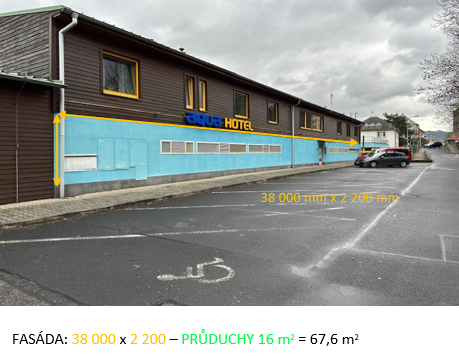 aqua HOTEL
38 000 mm x 2 200 mm
FASÁDA: 38 000 x 2 200 – PRŮDUCHY 16 m² = 67,6 m²